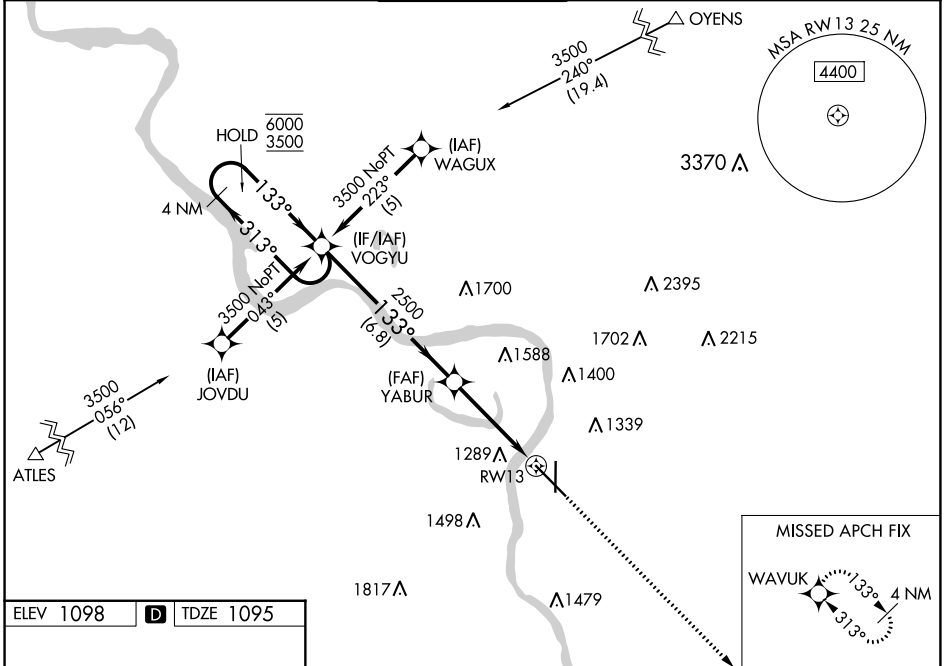 OYENS
3500
240°
(19.4)
MSA RW13 25 NM
4400
HOLD
6000
3500
(IAF)
WAGUX
3500 NoPT
223°
(5)
3370
4 NM
133°
313°
(IF/IAF)
VOGYU
3500 NoPT
043°
(5)
2500
133°
(6.8)
1700
2395
1702
2215
1588
1400
(IAF)
JOVDU
(FAF)
YABUR
3500
056°
(12)
1339
ATLES
1289
RW13
1498
MISSED APCH FIX
WAVUK
133°
4 NM
313°
1817
1479
ELEV 1098 D TDZE 1095